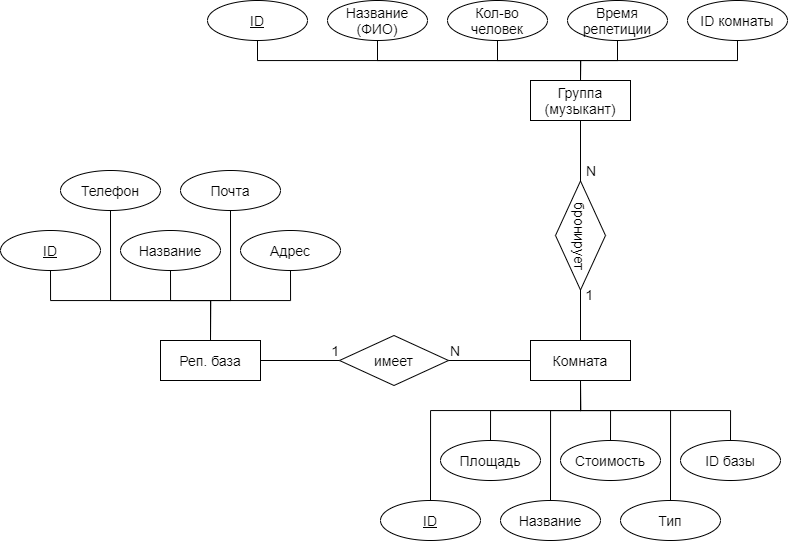 ID
Название
(ФИО)
Кол-во
человек
Время
репетиции
ID комнаты
Группа
(музыкант)
N
бронирует
1
Телефон
Почта
ID
Название
Адрес
Реп. база
1
имеет
N
Комната
Площадь
Стоимость
ID базы
ID
Название
Тип